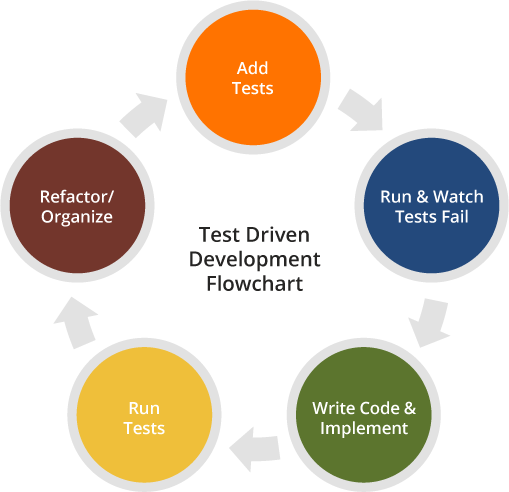 Add
Tests
Run & Watch
Tests Fail
Write Code &
Implement
Run
Tests
Refactor/
Organize
Test Driven
Development
Flowchart